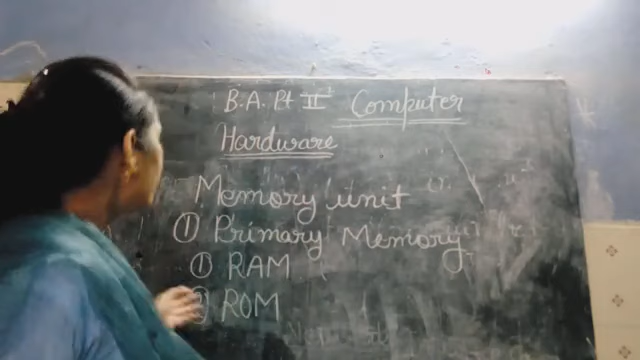 B.A. Pt II Computer
Hardware
Memory unit
① Primary Memory
① RAM
② ROM